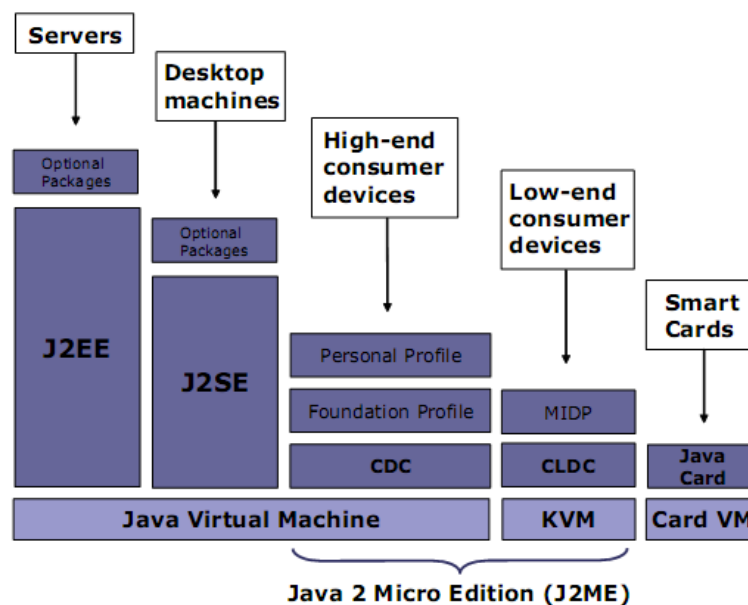 Servers
Desktop
machines
High-end
consumer
devices
Low-end
consumer
devices
Smart
Cards
Optional
Packages
Optional
Packages
J2EE
J2SE
Personal Profile
Foundation Profile
CDC
MIDP
CLDC
Java
Card
Java Virtual Machine
KVM
Card VM
Java 2 Micro Edition (J2ME)